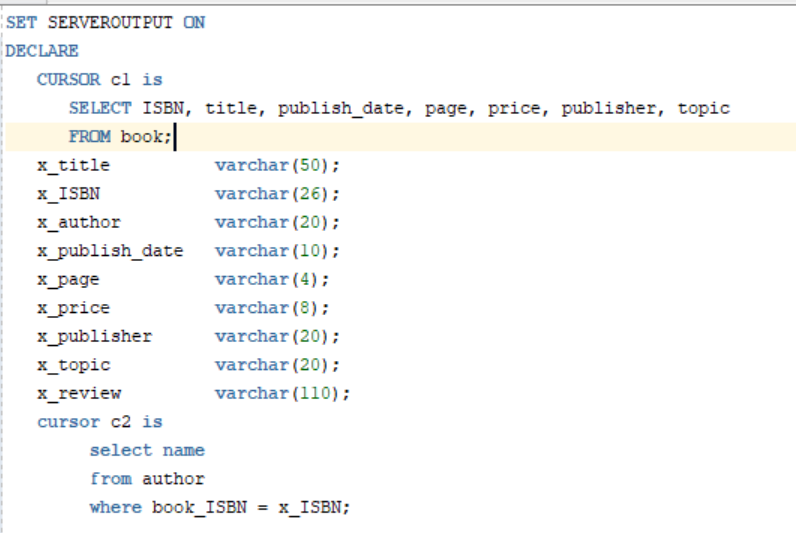 SET SERVEROUTPUT ON
DECLARE
CURSOR c1 is
SELECT ISBN, title, publish_date, page, price, publisher, topic
FROM book;
x_title varchar(50);
x_ISBN varchar(26);
x_author varchar(20);
x_publish_date varchar(10);
x_page varchar(4);
x_price varchar(8);
x_publisher varchar(20);
x_topic varchar(20);
x_review varchar(110);
cursor c2 is
select name
from author
where book_ISBN = x_ISBN;